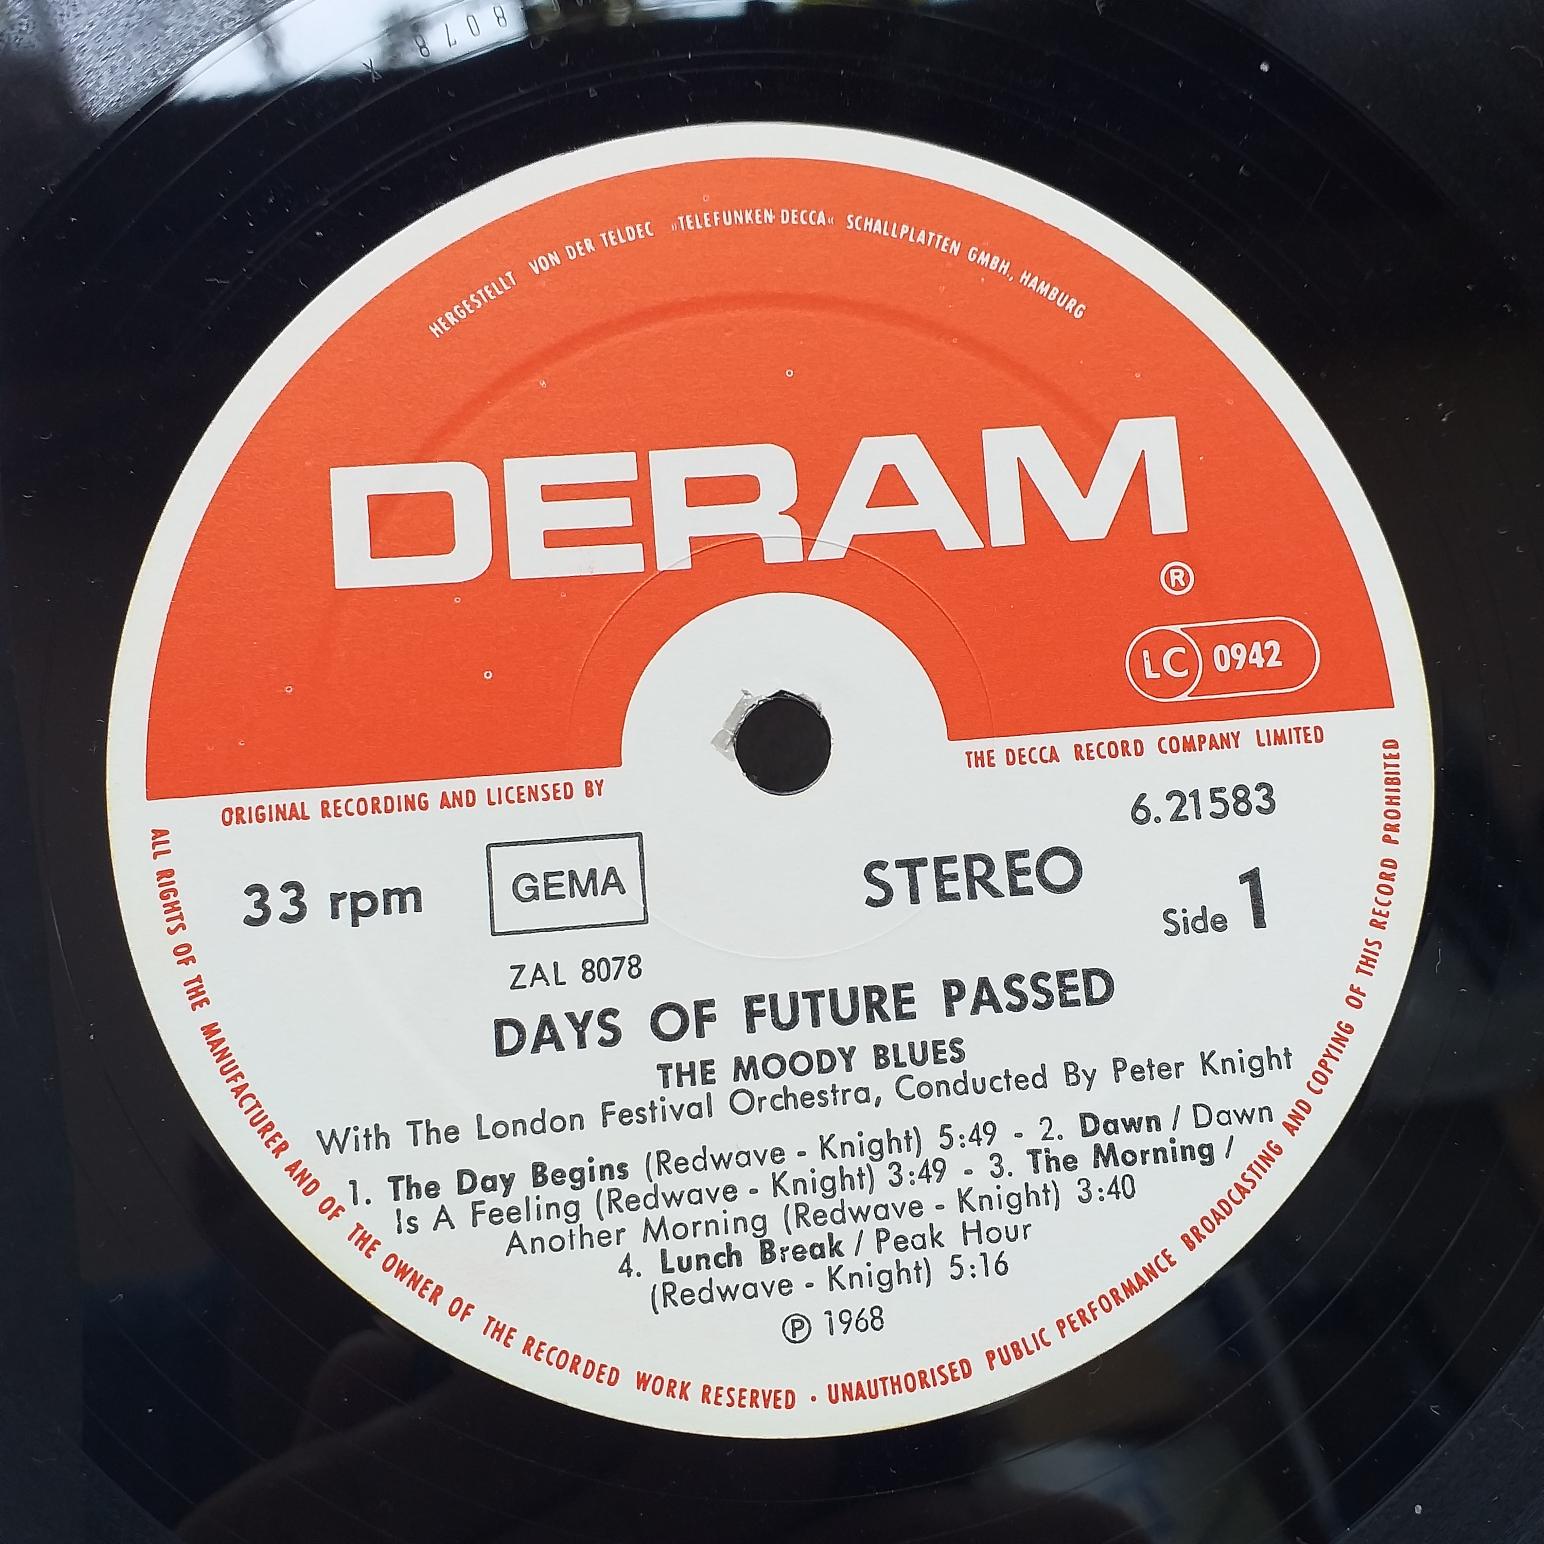 8078 X
HERGESTELLT VON DER TELDEC »TELEFUNKEN-DECCA« SCHALLPLATTEN GMBH., HAMBURG
DERAM
®
LC 0942
ORIGINAL RECORDING AND LICENSED BY THE DECCA RECORD COMPANY LIMITED
6.21583
33 rpm GEMA STEREO
Side 1
ZAL 8078
DAYS OF FUTURE PASSED
THE MOODY BLUES
With The London Festival Orchestra, Conducted By Peter Knight
1. The Day Begins (Redwave - Knight) 5:49 - 2. Dawn / Dawn
Is A Feeling (Redwave - Knight) 3:49 - 3. The Morning /
Another Morning (Redwave - Knight) 3:40
4. Lunch Break / Peak Hour
(Redwave - Knight) 5:16
℗ 1968
ALL RIGHTS OF THE MANUFACTURER AND OF THE OWNER OF THE RECORDED WORK RESERVED · UNAUTHORISED PUBLIC PERFORMANCE BROADCASTING AND COPYING OF THIS RECORD PROHIBITED